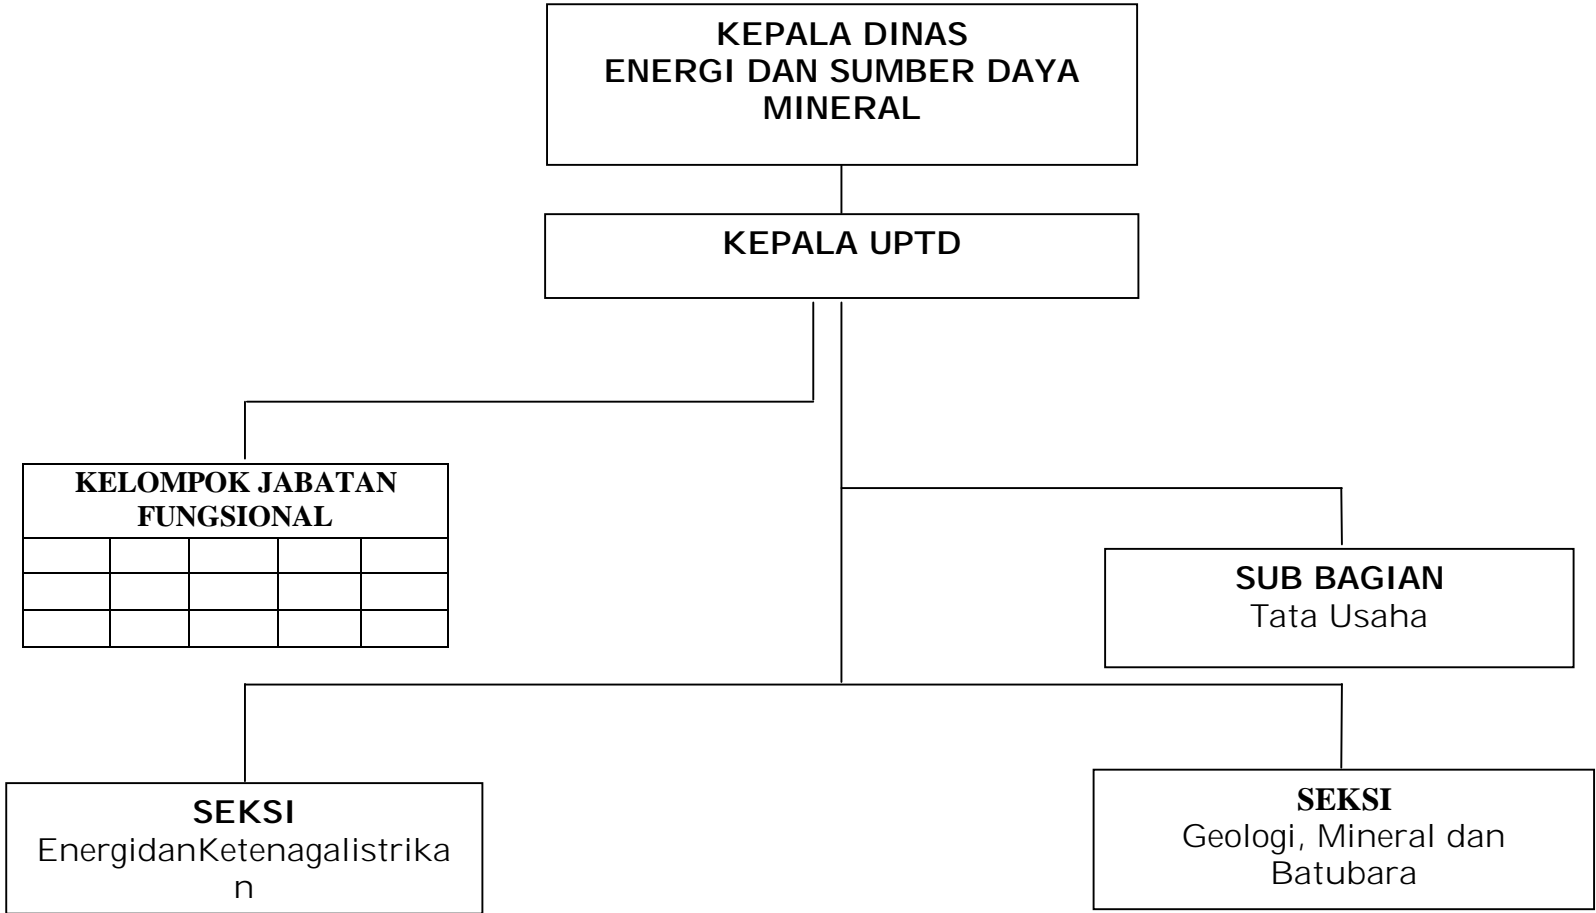 KEPALA DINAS
ENERGI DAN SUMBER DAYA
MINERAL
KEPALA UPTD
KELOMPOK JABATAN
FUNGSIONAL
SUB BAGIAN
Tata Usaha
SEKSI
EnergidanKetenagalistrika
n
SEKSI
Geologi, Mineral dan
Batubara